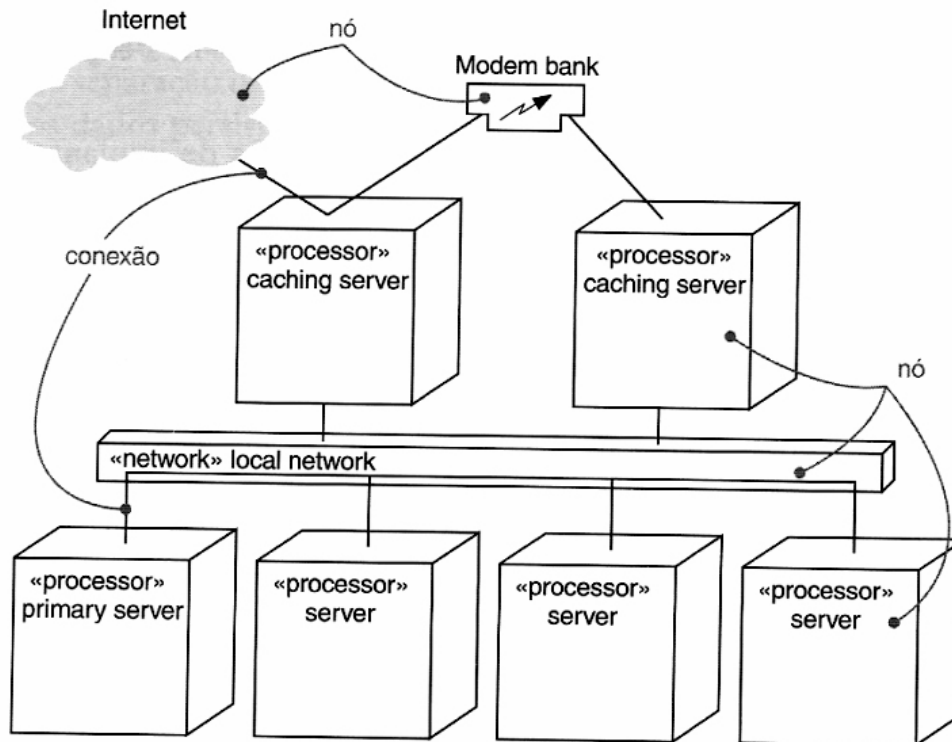 Internet
nó
Modem bank
«processor»
caching server
«processor»
caching server
conexão
nó
«network» local network
«processor»
primary server
«processor»
server
«processor»
server
«processor»
server